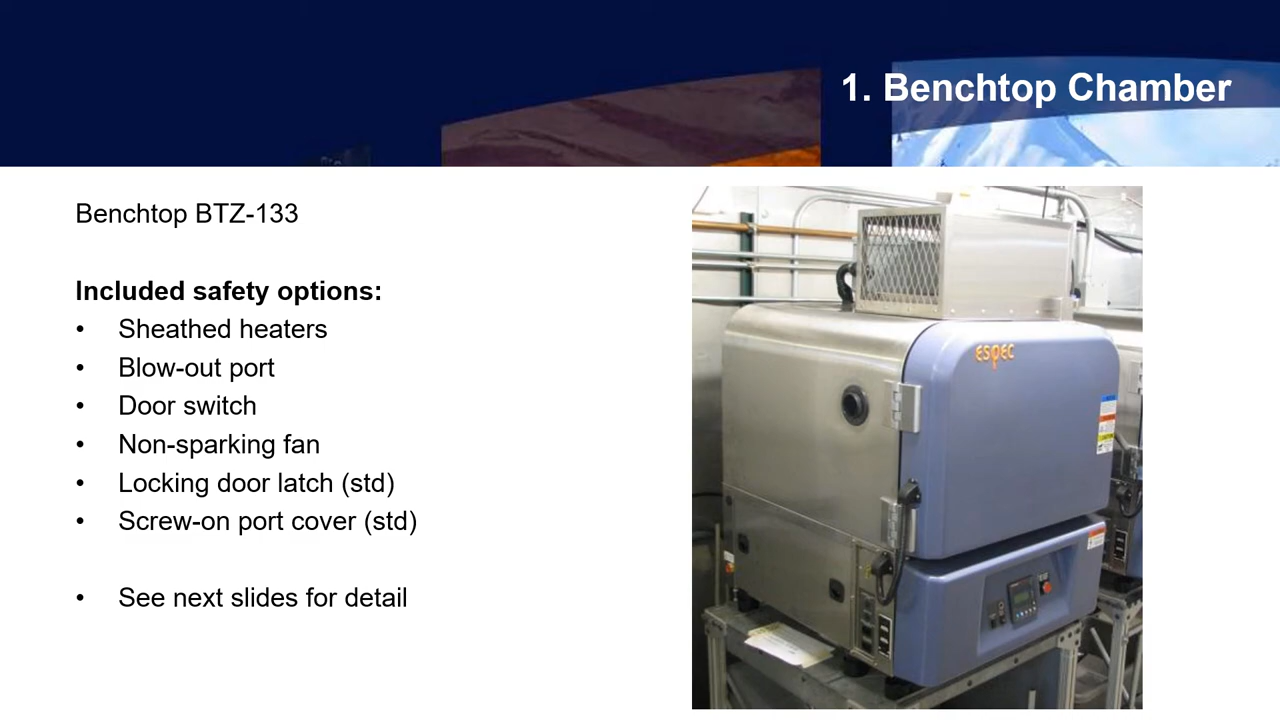 1. Benchtop Chamber
Benchtop BTZ-133
Included safety options:
• Sheathed heaters
• Blow-out port
• Door switch
• Non-sparking fan
• Locking door latch (std)
• Screw-on port cover (std)
• See next slides for detail
ESPEC